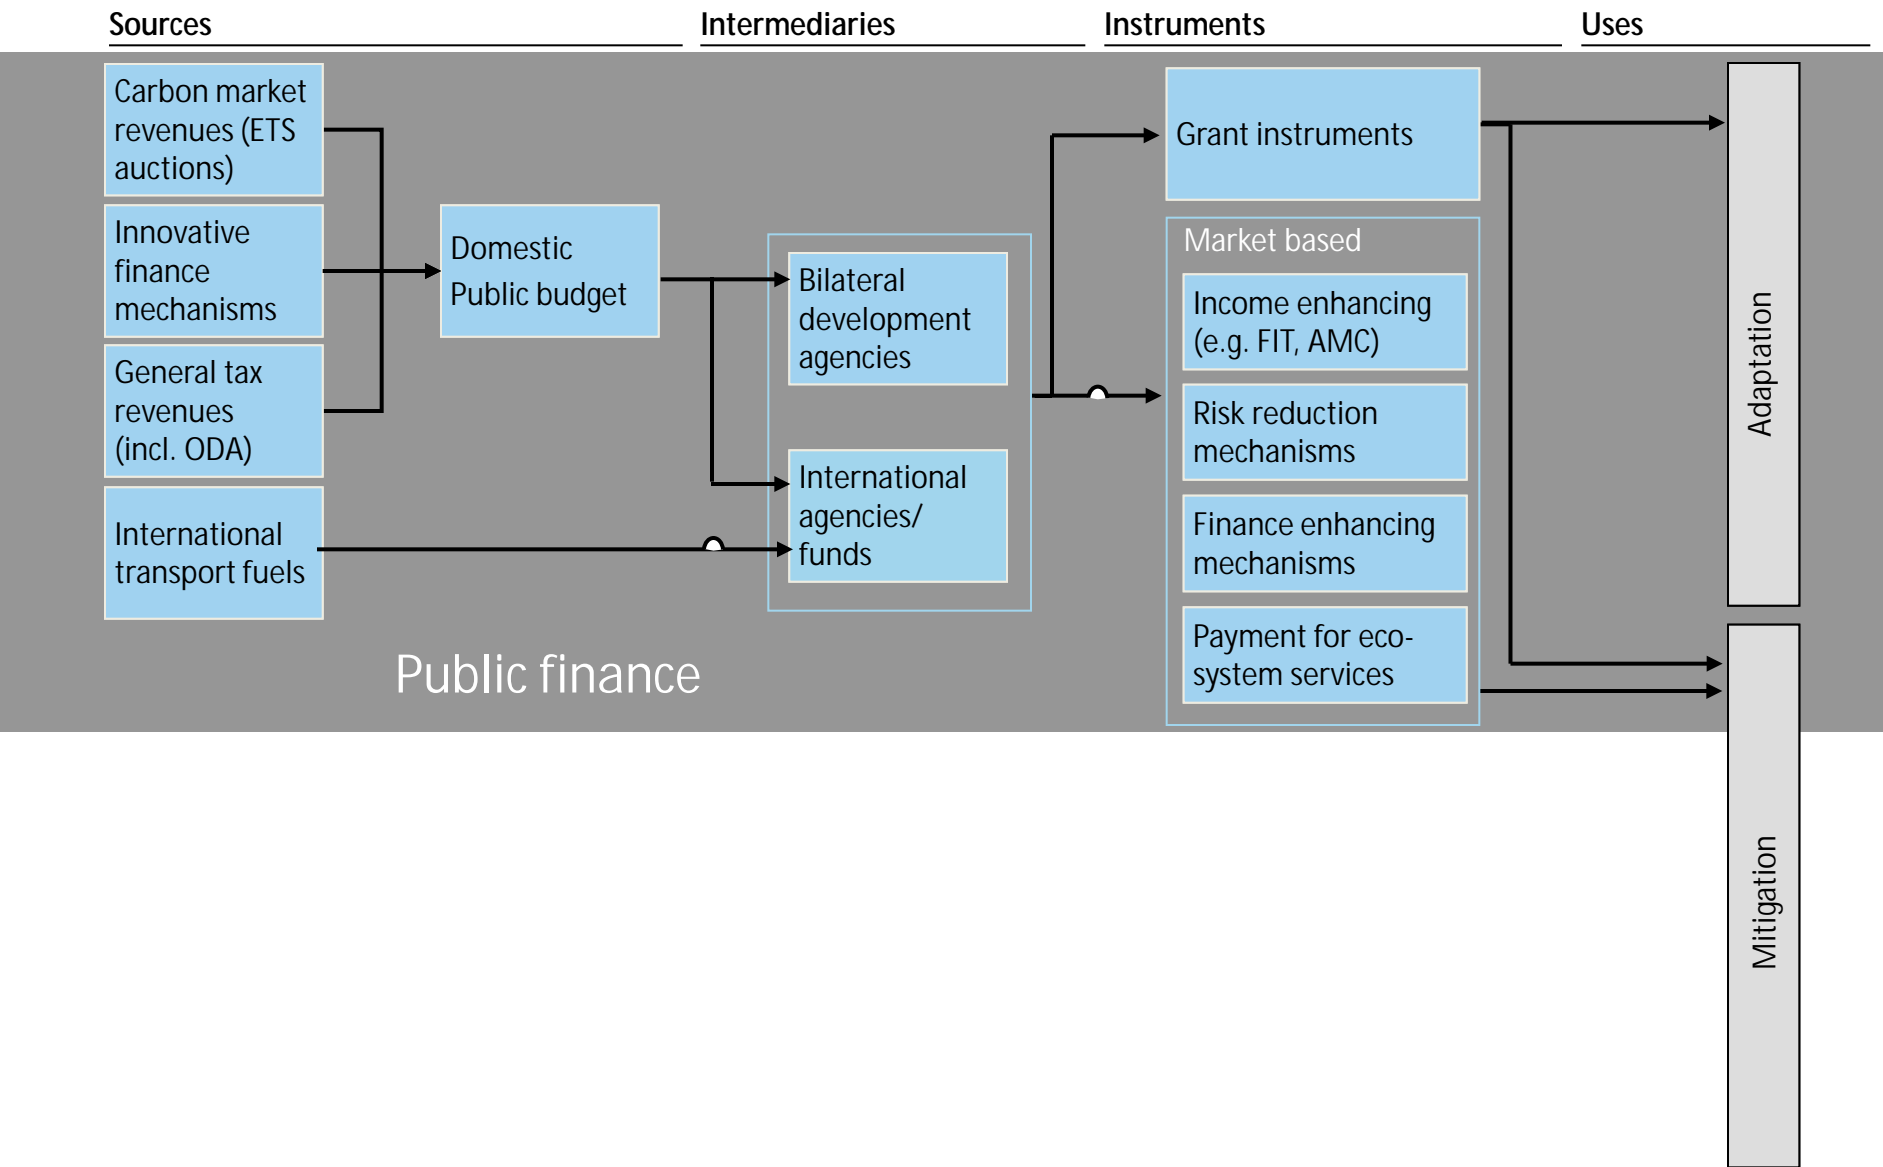 Sources
Intermediaries
Instruments
Uses
Carbon market
revenues (ETS
auctions)
Innovative
finance
mechanisms
General tax
revenues
(incl. ODA)
International
transport fuels
Domestic
Public budget
Bilateral
development
agencies
International
agencies/
funds
Grant instruments
Market based
Income enhancing
(e.g. FIT, AMC)
Risk reduction
mechanisms
Finance enhancing
mechanisms
Payment for eco-
system services
Adaptation
Mitigation
Public finance